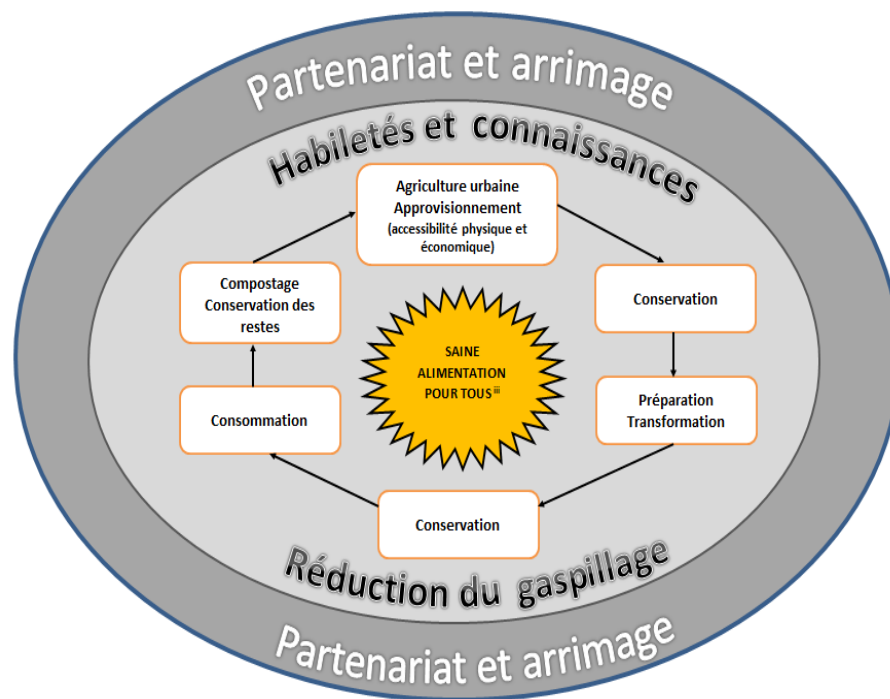 Partenariat et arrimage
Habiletés et connaissances
Agriculture urbaine
Approvisionnement
(accessibilité physique et
économique)
Compostage
Conservation des
restes
Conservation
SAINE
ALIMENTATION
POUR TOUS iii
Préparation
Transformation
Consommation
Conservation
Réduction du gaspillage
Partenariat et arrimage